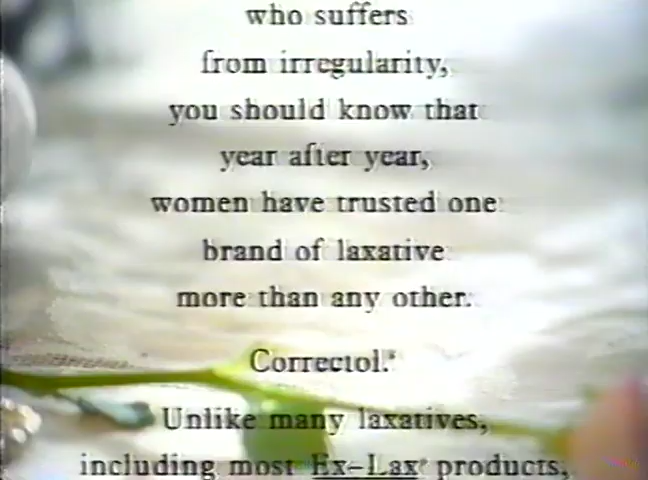 who suffers
from irregularity,
you should know that
year after year,
women have trusted one
brand of laxative
more than any other.
Correctol.®
Unlike many laxatives,
including most Ex-Lax® products,